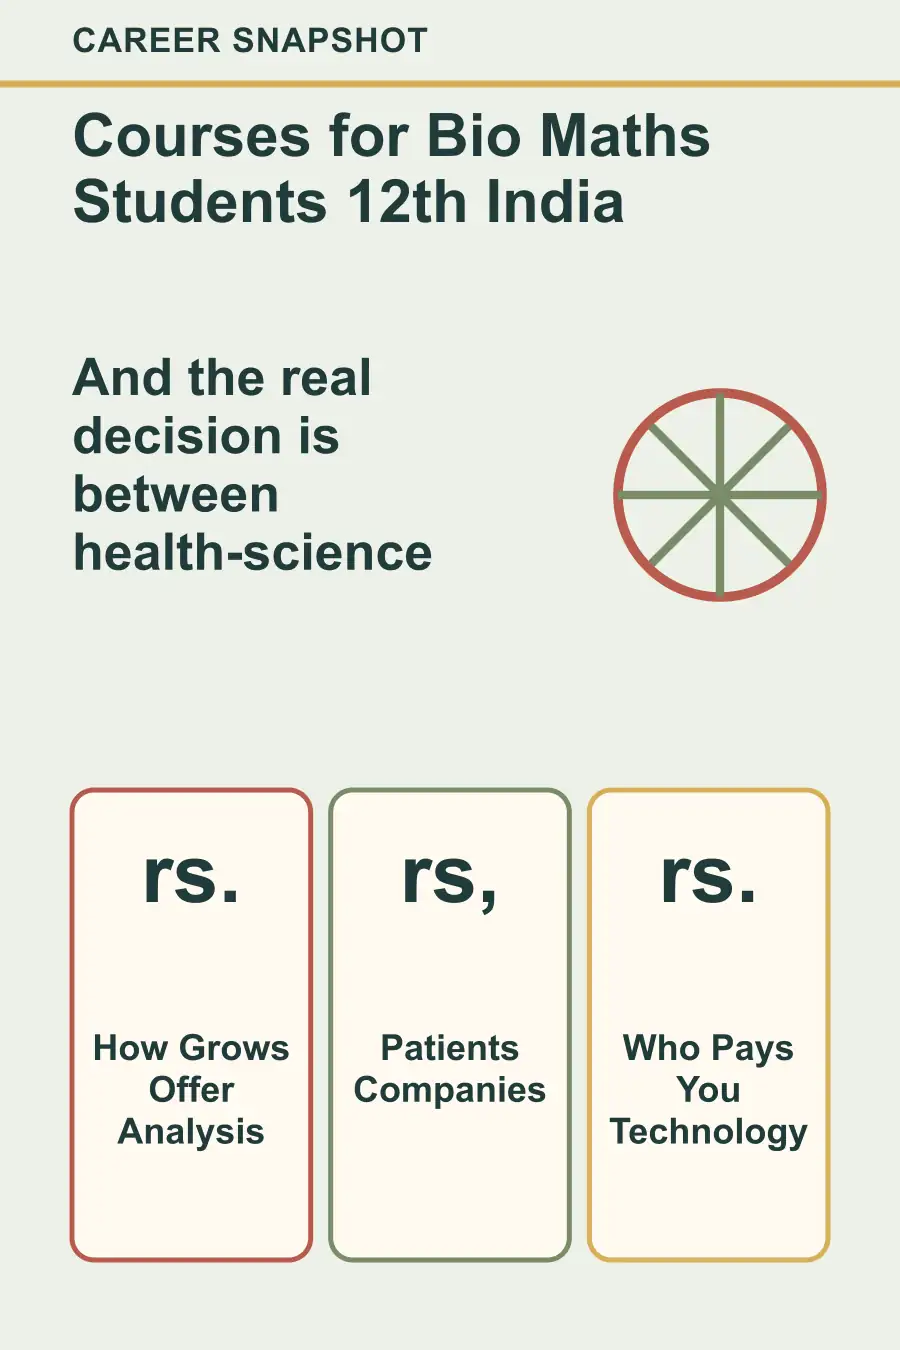 CAREER SNAPSHOT
Courses for Bio Maths
Students 12th India
And the real
decision is
between
health-science
rs.
How Grows
Offer
Analysis
rs,
Patients
Companies
rs.
Who Pays
You
Technology